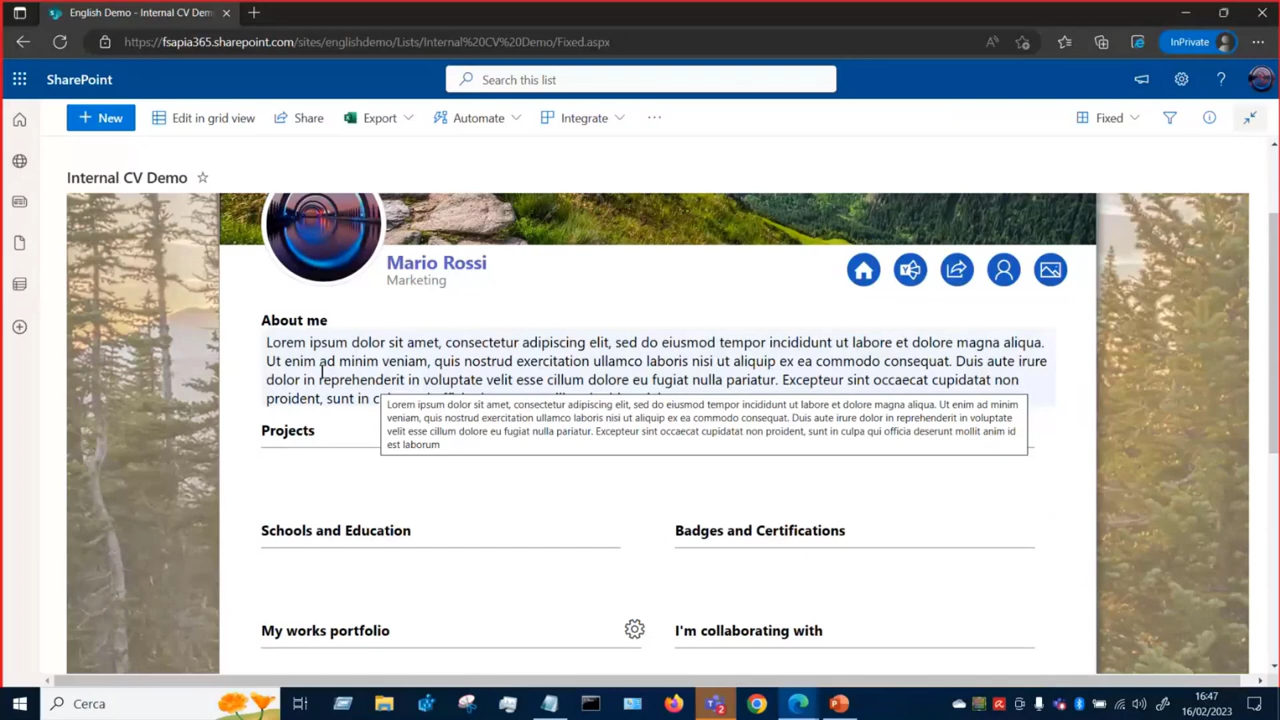 English Demo - Internal CV Dem
https://fsapia365.sharepoint.com/sites/englishdemo/Lists/Internal%20CV%20Demo/Fixed.aspx
InPrivate
SharePoint
Search this list
New
Edit in grid view
Share
Export
Automate
Integrate
Fixed
Internal CV Demo
Mario Rossi
Marketing
About me
Lorem ipsum dolor sit amet, consectetur adipiscing elit, sed do eiusmod tempor incididunt ut labore et dolore magna aliqua.
Ut enim ad minim veniam, quis nostrud exercitation ullamco laboris nisi ut aliquip ex ea commodo consequat. Duis aute irure
dolor in reprehenderit in voluptate velit esse cillum dolore eu fugiat nulla pariatur. Excepteur sint occaecat cupidatat non
proident, sunt in
Lorem ipsum dolor sit amet, consectetur adipiscing elit, sed do eiusmod tempor incididunt ut labore et dolore magna aliqua. Ut enim ad minim
veniam, quis nostrud exercitation ullamco laboris nisi ut aliquip ex ea commodo consequat. Duis aute irure dolor in reprehenderit in voluptate
velit esse cillum dolore eu fugiat nulla pariatur. Excepteur sint occaecat cupidatat non proident, sunt in culpa qui officia deserunt mollit anim id
est laborum
Projects
Schools and Education
Badges and Certifications
My works portfolio
I'm collaborating with
Cerca
16:47
16/02/2023